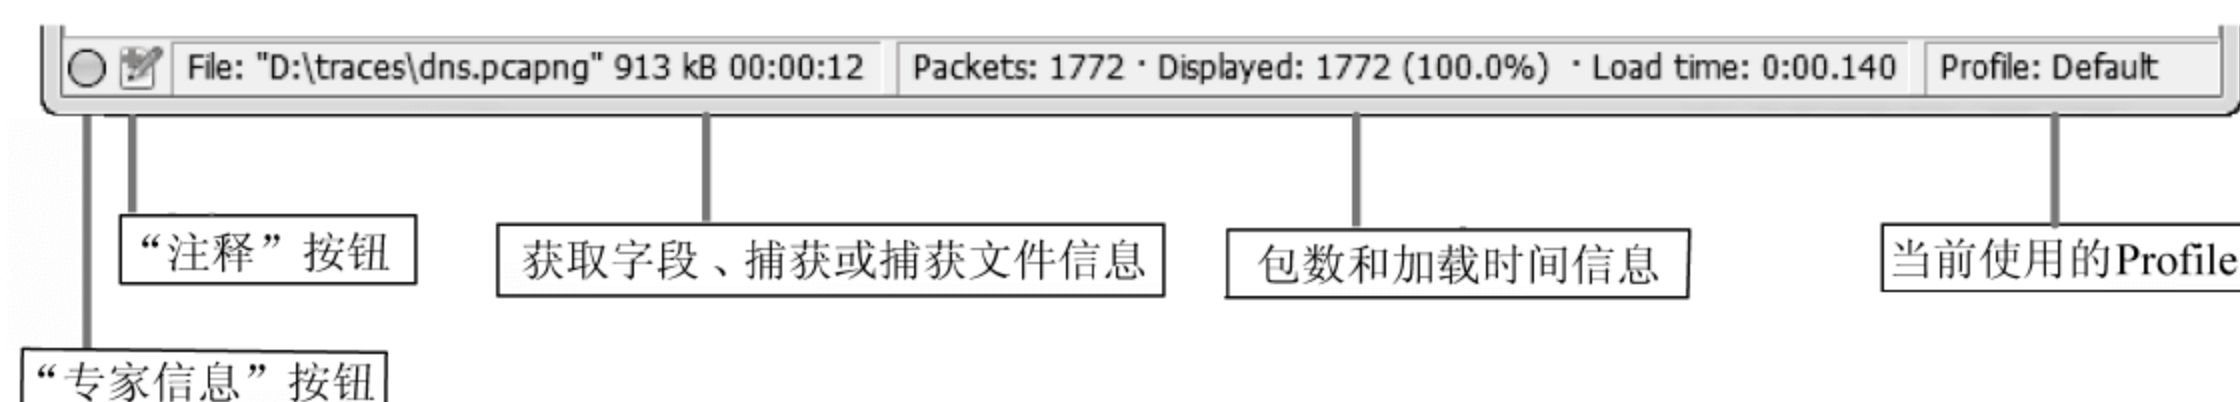 File: "D:\traces\dns.pcapng" 913 kB 00:00:12 Packets: 1772 · Displayed: 1772 (100.0%) · Load time: 0:00.140 Profile: Default
“注释”按钮
获取字段、捕获或捕获文件信息
包数和加载时间信息
当前使用的Profile
“专家信息”按钮